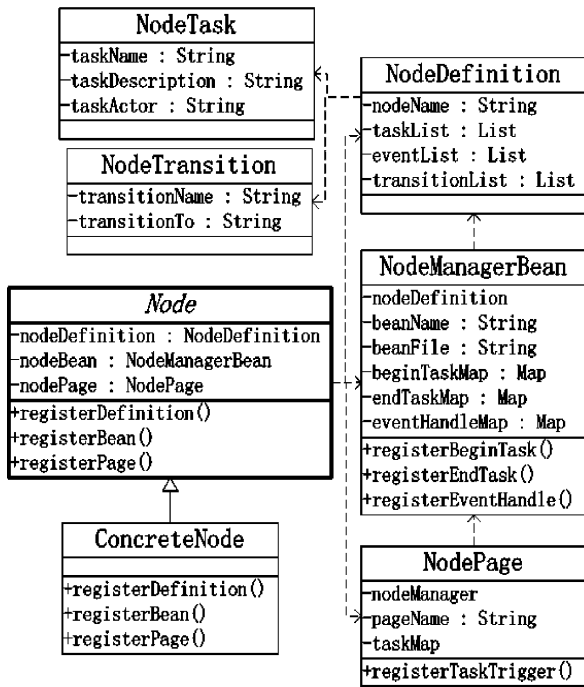 NodeTask
-taskName : String
-taskDescription : String
-taskActor : String
NodeTransition
-transitionName : String
-transitionTo : String
Node
-nodeDefinition : NodeDefinition
-nodeBean : NodeManagerBean
-nodePage : NodePage
+registerDefinition()
+registerBean()
+registerPage()
ConcreteNode
+registerDefinition()
+registerBean()
+registerPage()
NodeDefinition
-nodeName : String
-taskList : List
-eventList : List
-transitionList : List
NodeManagerBean
-nodeDefinition
-beanName : String
-beanFile : String
-beginTaskMap : Map
-endTaskMap : Map
-eventHandleMap : Map
+registerBeginTask()
+registerEndTask()
+registerEventHandle()
NodePage
-nodeManager
-pageName : String
-taskMap
+registerTaskTrigger()